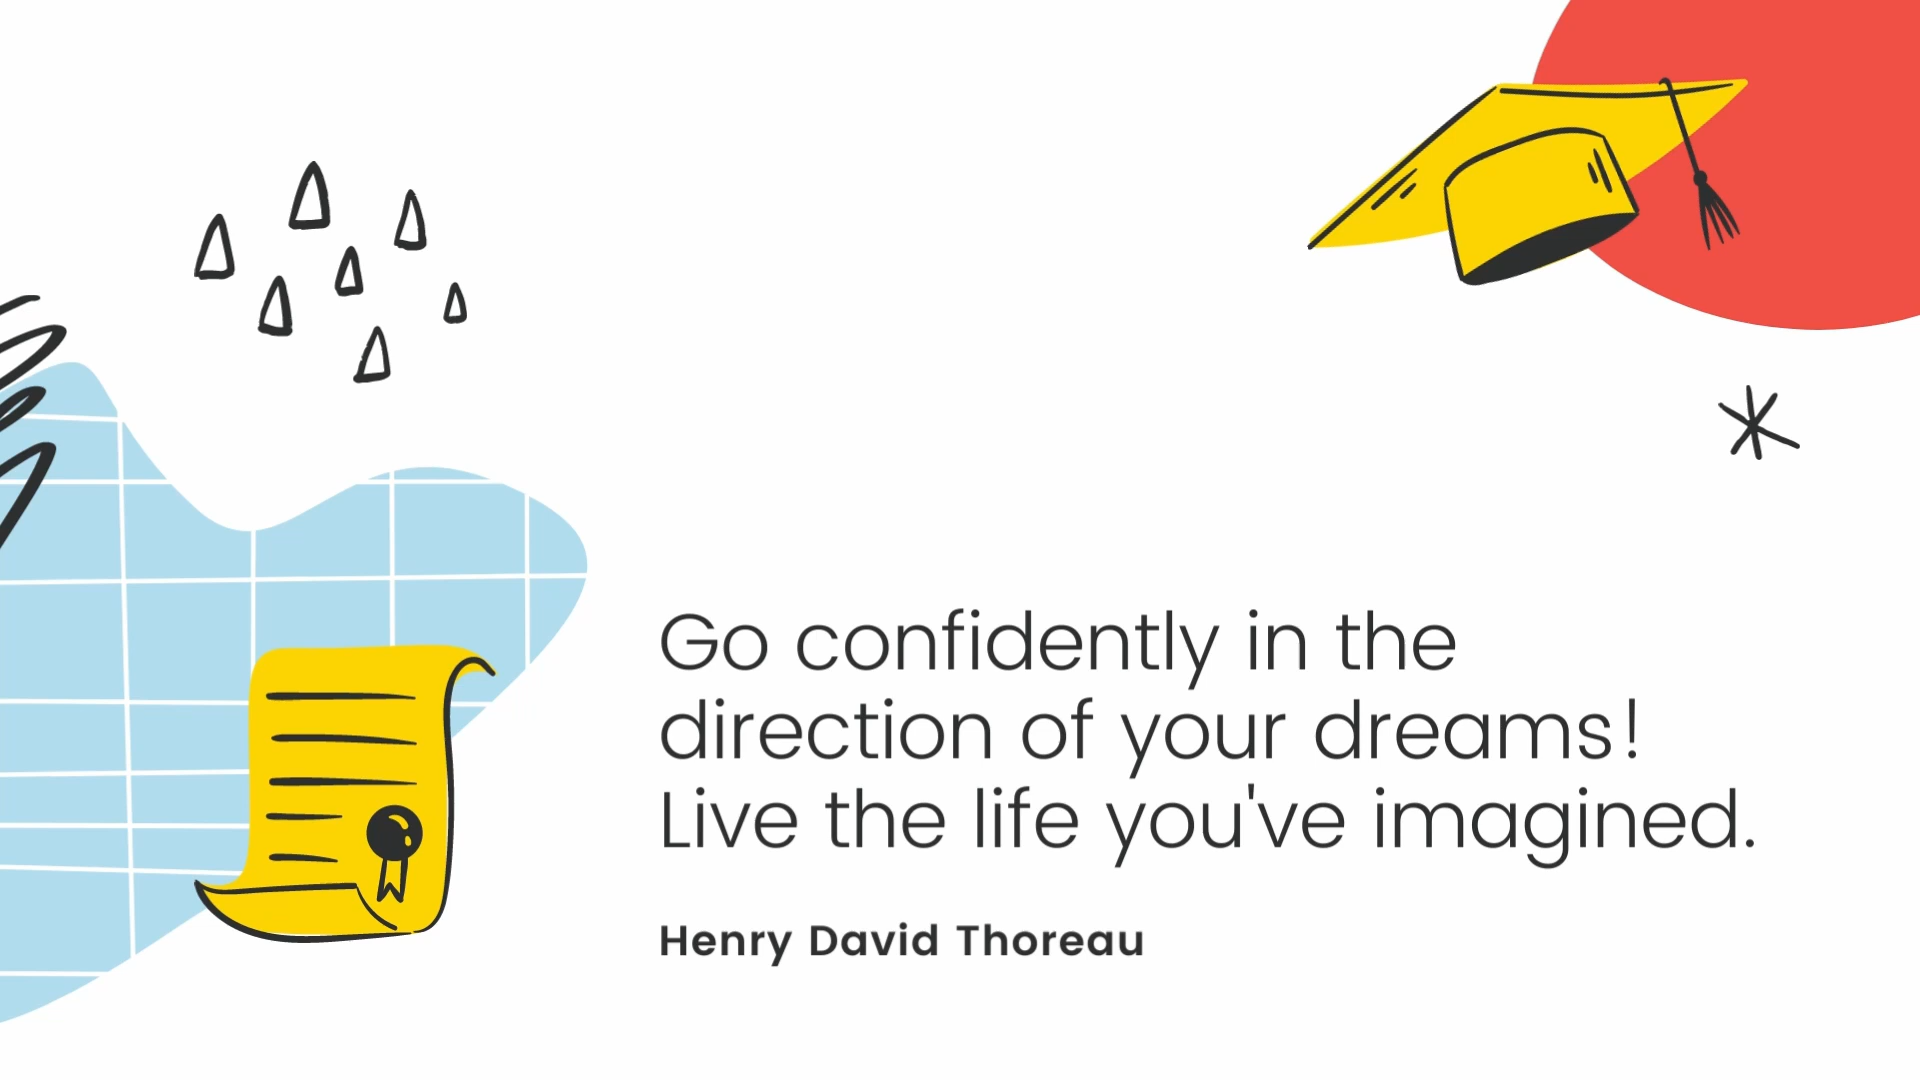 Go confidently in the
direction of your dreams!
Live the life you've imagined.
Henry David Thoreau